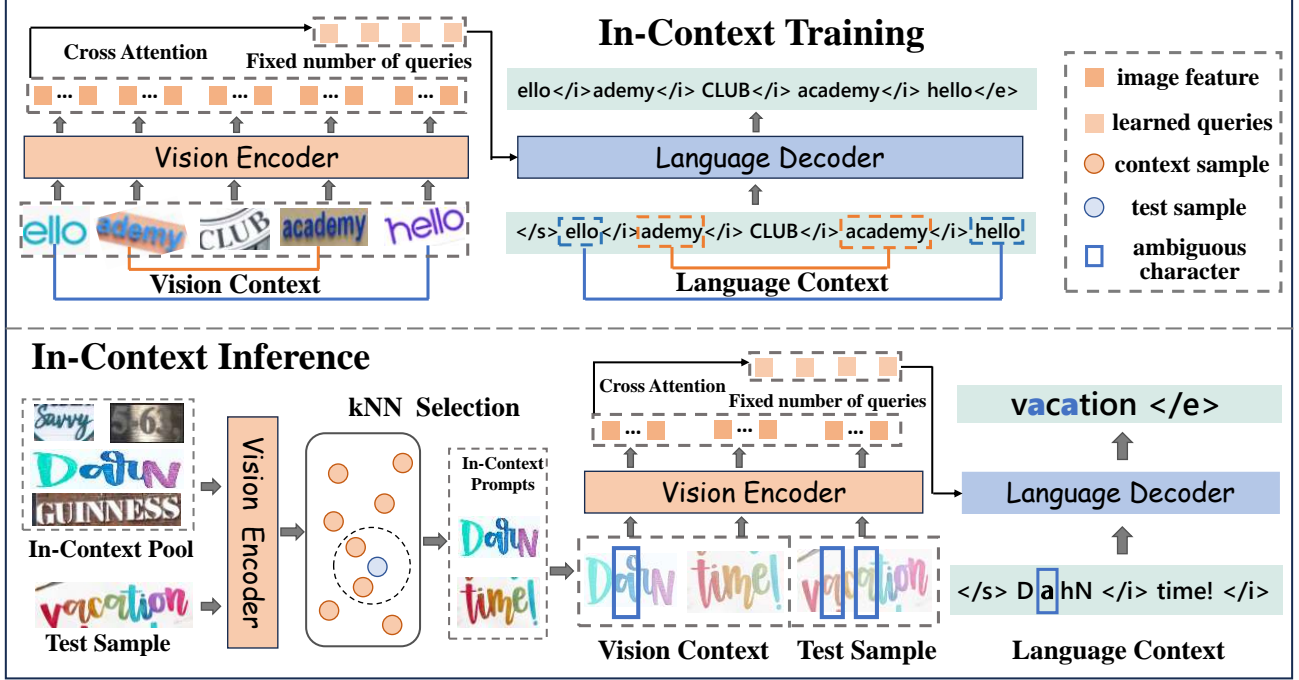 In-Context Training
Cross Attention
Fixed number of queries
... ... ... ... ...
Vision Encoder
ello ademy CLUB academy hello
Vision Context
ello</i>ademy</i> CLUB</i> academy</i> hello</e>
Language Decoder
</s> ello </i>ademy</i> CLUB</i> academy</i> hello
Language Context
image feature
learned queries
context sample
test sample
ambiguous
character
In-Context Inference
Savvy 5-63.
DarN
GUINNESS
In-Context Pool
vacation
Test Sample
Vision Encoder
kNN Selection
In-Context
Prompts
DarN
time!
Cross Attention
Fixed number of queries
... ... ...
Vision Encoder
DarN time! vacation
Vision Context Test Sample
vacation </e>
Language Decoder
</s> D a hN </i> time! </i>
Language Context